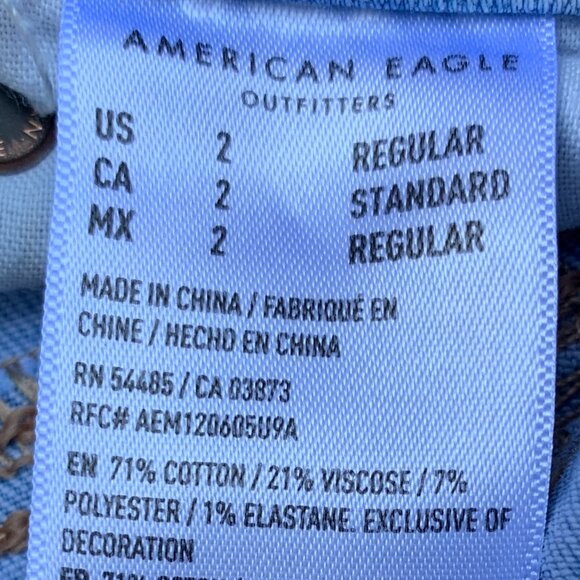 AMERICAN EAGLE
OUTFITTERS
US 2 REGULAR
CA 2 STANDARD
MX 2 REGULAR
MADE IN CHINA / FABRIQUÉ EN
CHINE / HECHO EN CHINA
RN 54485 / CA 03873
RFC# AEM120605U9A
EN 71% COTTON / 21% VISCOSE / 7%
POLYESTER / 1% ELASTANE. EXCLUSIVE OF
DECORATION